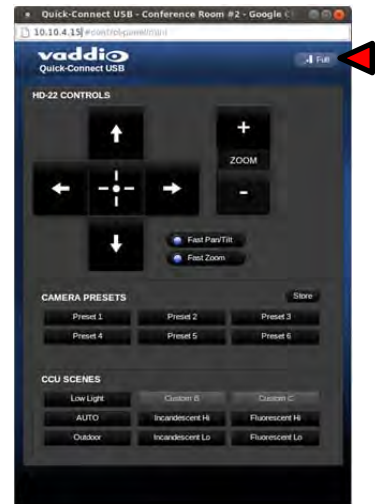 Quick-Connect USB - Conference Room #2 - Google C
10.10.4.15/#controlpanel/mini
vaddio
Quick-Connect USB
Full
HD-22 CONTROLS
+
ZOOM
-
Fast Pan/Tilt
Fast Zoom
CAMERA PRESETS Store
Preset 1 Preset 2 Preset 3
Preset 4 Preset 5 Preset 6
CCU SCENES
Low Light Custom B Custom C
AUTO Incandescent Hi Fluorescent Hi
Outdoor Incandescent Lo Fluorescent Lo